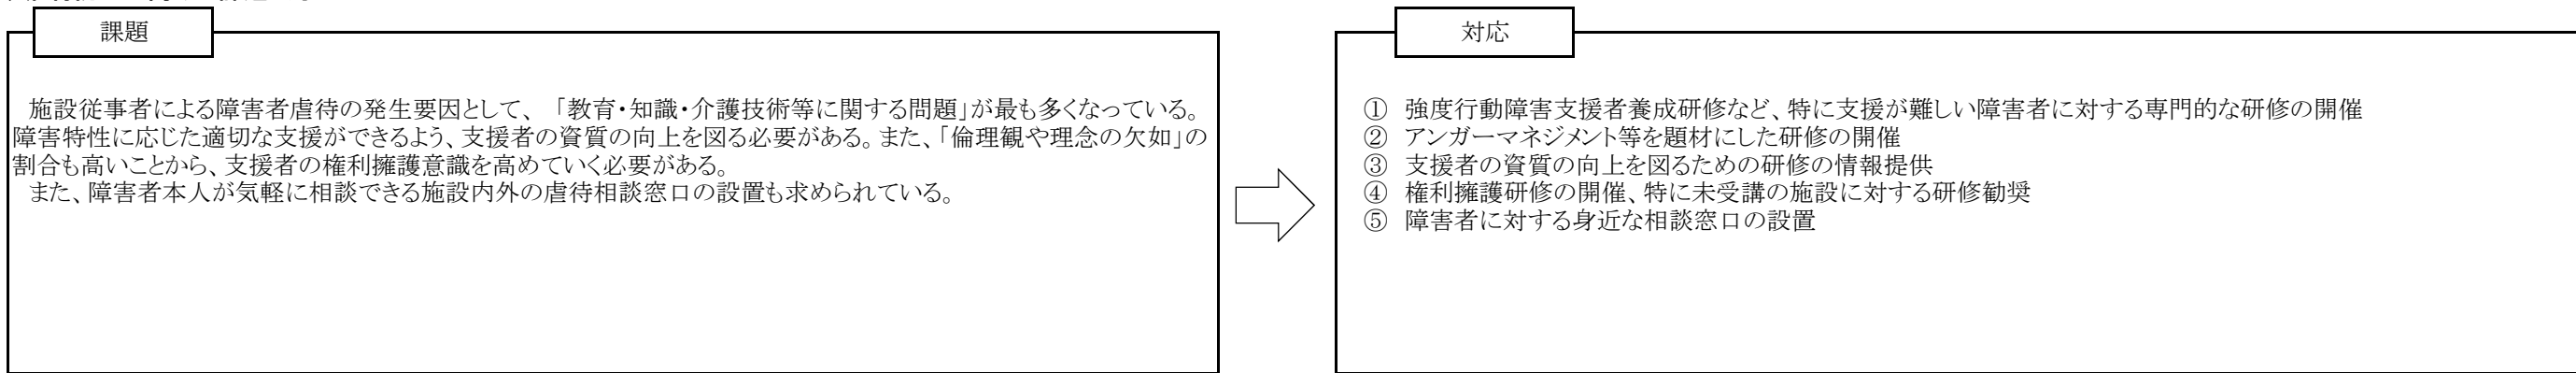 課題
施設従事者による障害者虐待の発生要因として、「教育・知識・介護技術等に関する問題」が最も多くなっている。
障害特性に応じた適切な支援ができるよう、支援者の資質の向上を図る必要がある。また、「倫理観や理念の欠如」の
割合も高いことから、支援者の権利擁護意識を高めていく必要がある。
また、障害者本人が気軽に相談できる施設内外の虐待相談窓口の設置も求められている。
対応
① 強度行動障害支援者養成研修など、特に支援が難しい障害者に対する専門的な研修の開催
② アンガーマネジメント等を題材にした研修の開催
③ 支援者の資質の向上を図るための研修の情報提供
④ 権利擁護研修の開催、特に未受講の施設に対する研修勧奨
⑤ 障害者に対する身近な相談窓口の設置